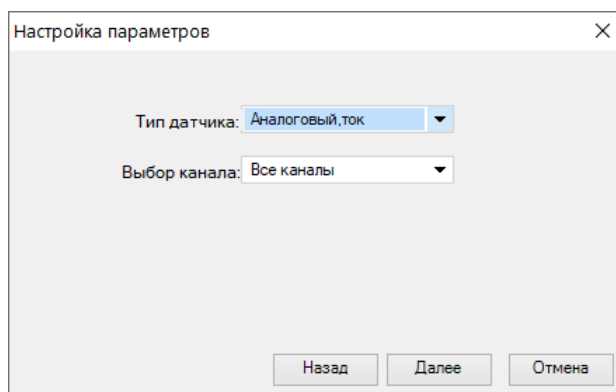 Настройка параметров
Тип датчика: Аналоговый,ток
Выбор канала: Все каналы
Назад Далее Отмена